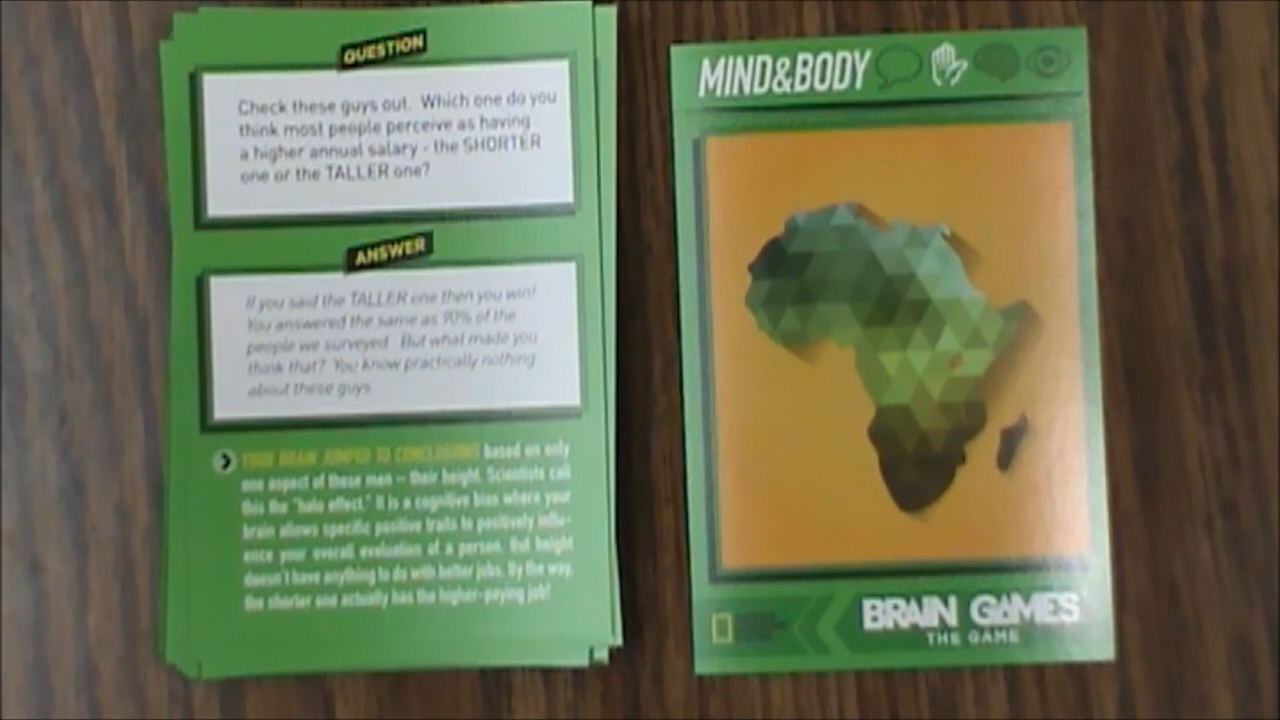 QUESTION
Check these guys out. Which one do you
think most people perceive as having
a higher annual salary - the SHORTER
one or the TALLER one?
ANSWER
If you said the TALLER one then you win!
You answered the same as 90% of the
people we surveyed. But what made you
think that? You know practically nothing
about these guys.
YOUR BRAIN JUMPED TO CONCLUSIONS based on only
one aspect of these men – their height. Scientists call
this the "halo effect." It is a cognitive bias where your
brain allows specific positive traits to positively influ-
ence your overall evaluation of a person. But height
doesn't have anything to do with better jobs. By the way,
the shorter one actually has the higher-paying job!
MIND&BODY
BRAIN GAMES
THE GAME